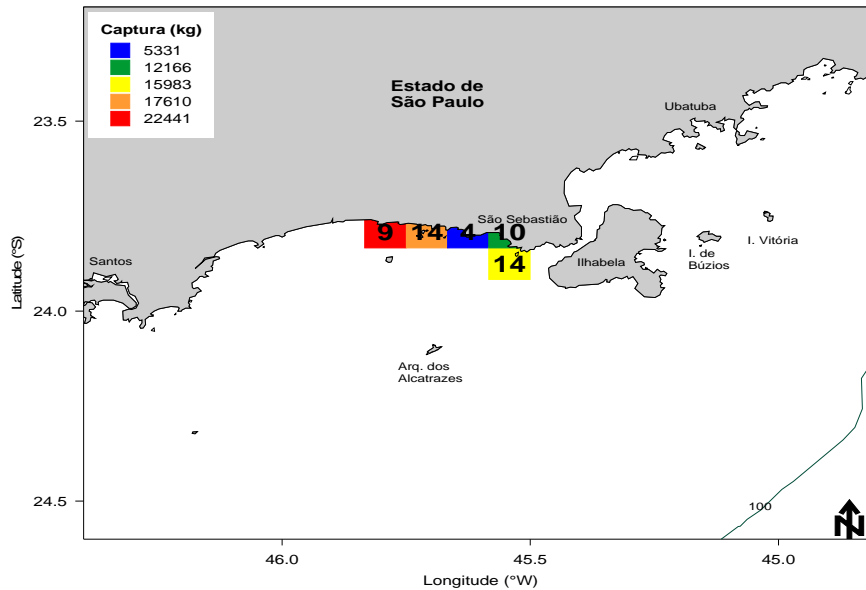 Captura (kg)
5331
12166
15983
17610
22441
Estado de
São Paulo
Ubatuba
23.5
São Sebastião
9
14
4
10
14
I. Vitória
I. de
Búzios
Ilhabela
Santos
Latitude (°S)
24.0
Arq. dos
Alcatrazes
24.5
100
N
46.0
45.5
45.0
Longitude (°W)